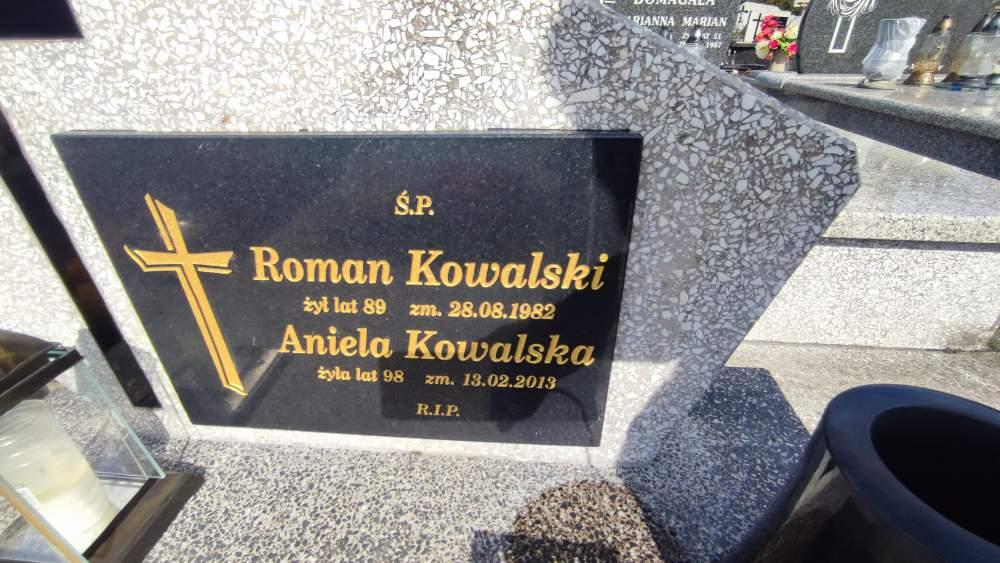 DOMAGAŁA
MARIAN
Ś.P.
Roman Kowalski
żył lat 89 zm. 28.08.1982
Aniela Kowalska
żyła lat 98 zm. 13.02.2013
R.I.P.